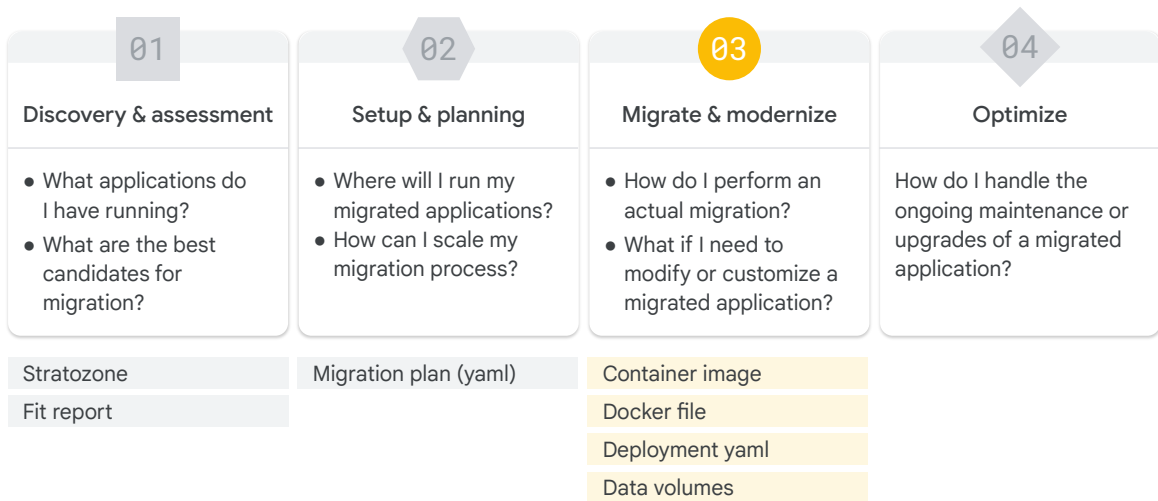 01
Discovery & assessment
● What applications do
I have running?
● What are the best
candidates for
migration?
Stratozone
Fit report
02
Setup & planning
● Where will I run my
migrated applications?
● How can I scale my
migration process?
Migration plan (yaml)
03
Migrate & modernize
● How do I perform an
actual migration?
● What if I need to
modify or customize a
migrated application?
Container image
Docker file
Deployment yaml
Data volumes
04
Optimize
How do I handle the
ongoing maintenance or
upgrades of a migrated
application?